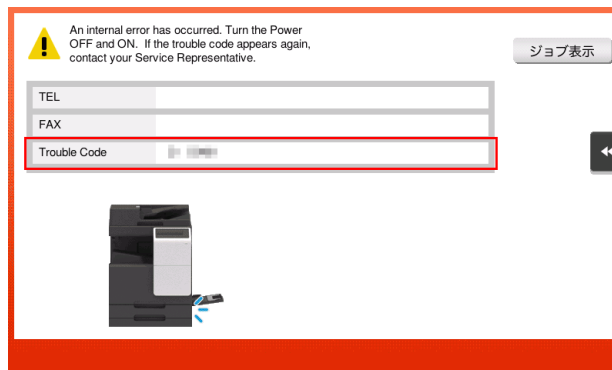 An internal error has occurred. Turn the Power
OFF and ON. If the trouble code appears again,
contact your Service Representative.
ジョブ表示
TEL
FAX
Trouble Code